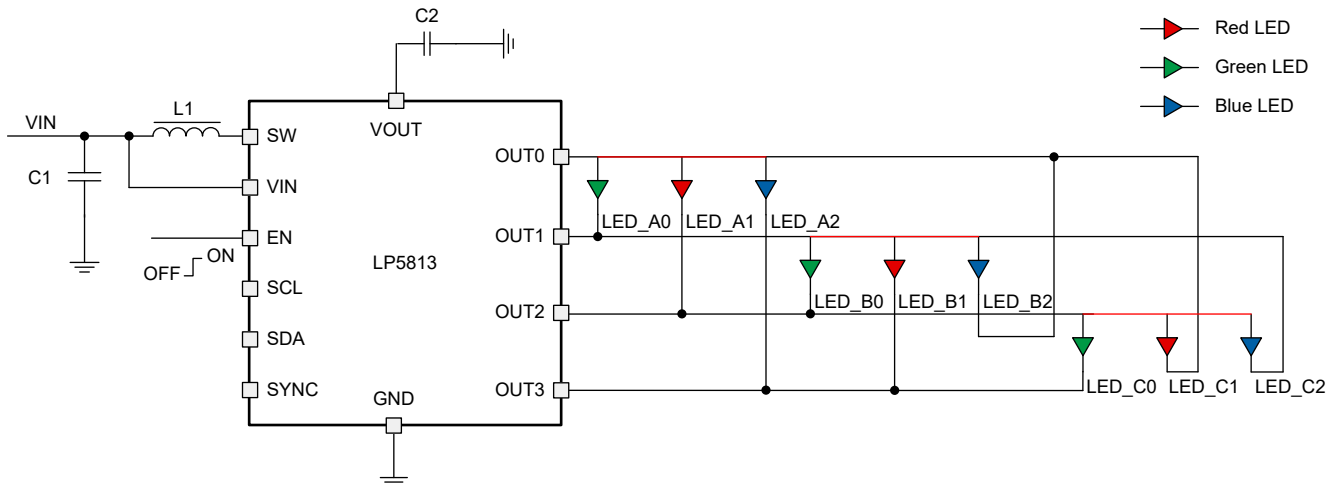 C2
Red LED
Green LED
Blue LED
VIN
L1
C1
SW
VOUT
VIN
EN
OFF
ON
SCL
SDA
SYNC
LP5813
GND
OUT0
OUT1
OUT2
OUT3
LED_A0
LED_A1
LED_A2
LED_B0
LED_B1
LED_B2
LED_C0
LED_C1
LED_C2